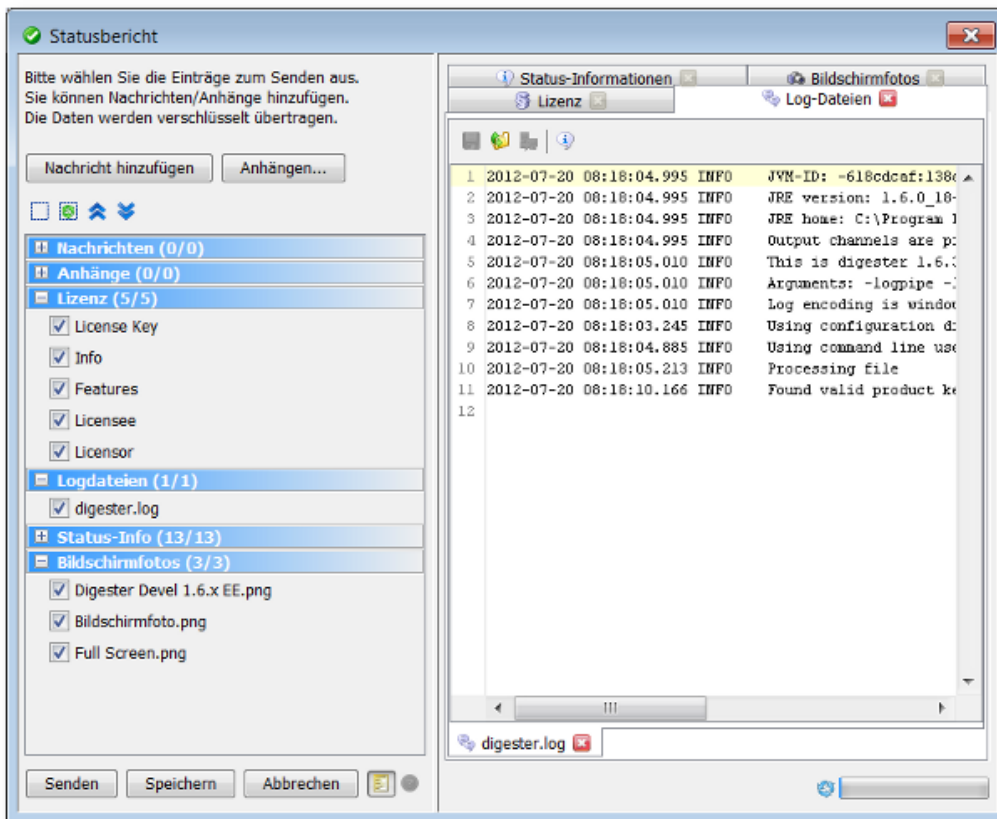 Statusbericht
Bitte wählen Sie die Einträge zum Senden aus.
Sie können Nachrichten/Anhänge hinzufügen.
Die Daten werden verschlüsselt übertragen.
Nachricht hinzufügen
Anhängen...
Nachrichten (0/0)
Anhänge (0/0)
Lizenz (5/5)
License Key
Info
Features
Licensee
Licensor
Logdateien (1/1)
digester.log
Status-Info (13/13)
Bildschirmfotos (3/3)
Digester Devel 1.6.x EE.png
Bildschirmfoto.png
Full Screen.png
Senden
Speichern
Abbrechen
Status-Informationen
Bildschirmfotos
Lizenz
Log-Dateien
1 2012-07-20 08:18:04.995 INFO JVM-ID:
2 2012-07-20 08:18:04.995 INFO JRE version: 1.6.0_18-
3 2012-07-20 08:18:04.995 INFO JRE home: C:\Program
4 2012-07-20 08:18:04.995 INFO Output channels are
5 2012-07-20 08:18:05.010 INFO This is digester 1.6.
6 2012-07-20 08:18:05.010 INFO Arguments: -logpipe
7 2012-07-20 08:18:05.010 INFO Log encoding is
8 2012-07-20 08:18:03.245 INFO Using configuration
9 2012-07-20 08:18:04.885 INFO Using command line
10 2012-07-20 08:18:05.213 INFO Processing file
11 2012-07-20 08:18:10.166 INFO Found valid product
12
digester.log